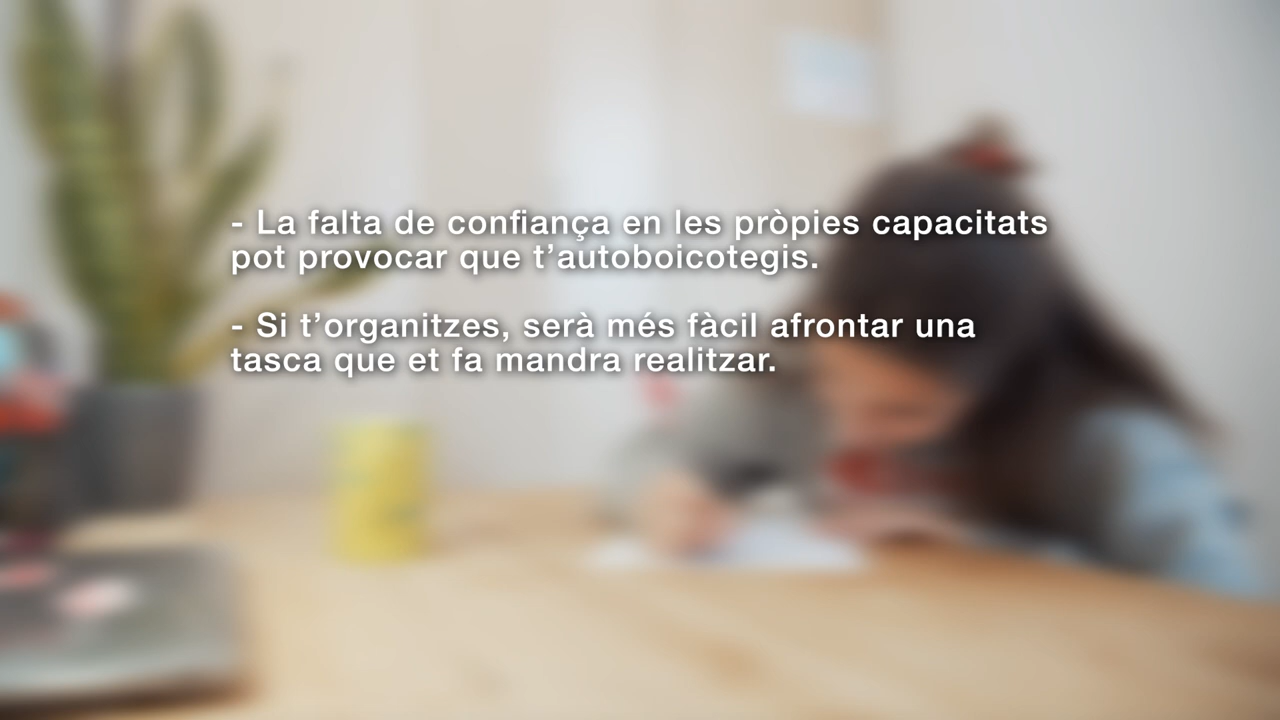 - La falta de confiança en les pròpies capacitats
pot provocar que t’autoboicotegis.
- Si t’organitzes, serà més fàcil afrontar una
tasca que et fa mandra realitzar.